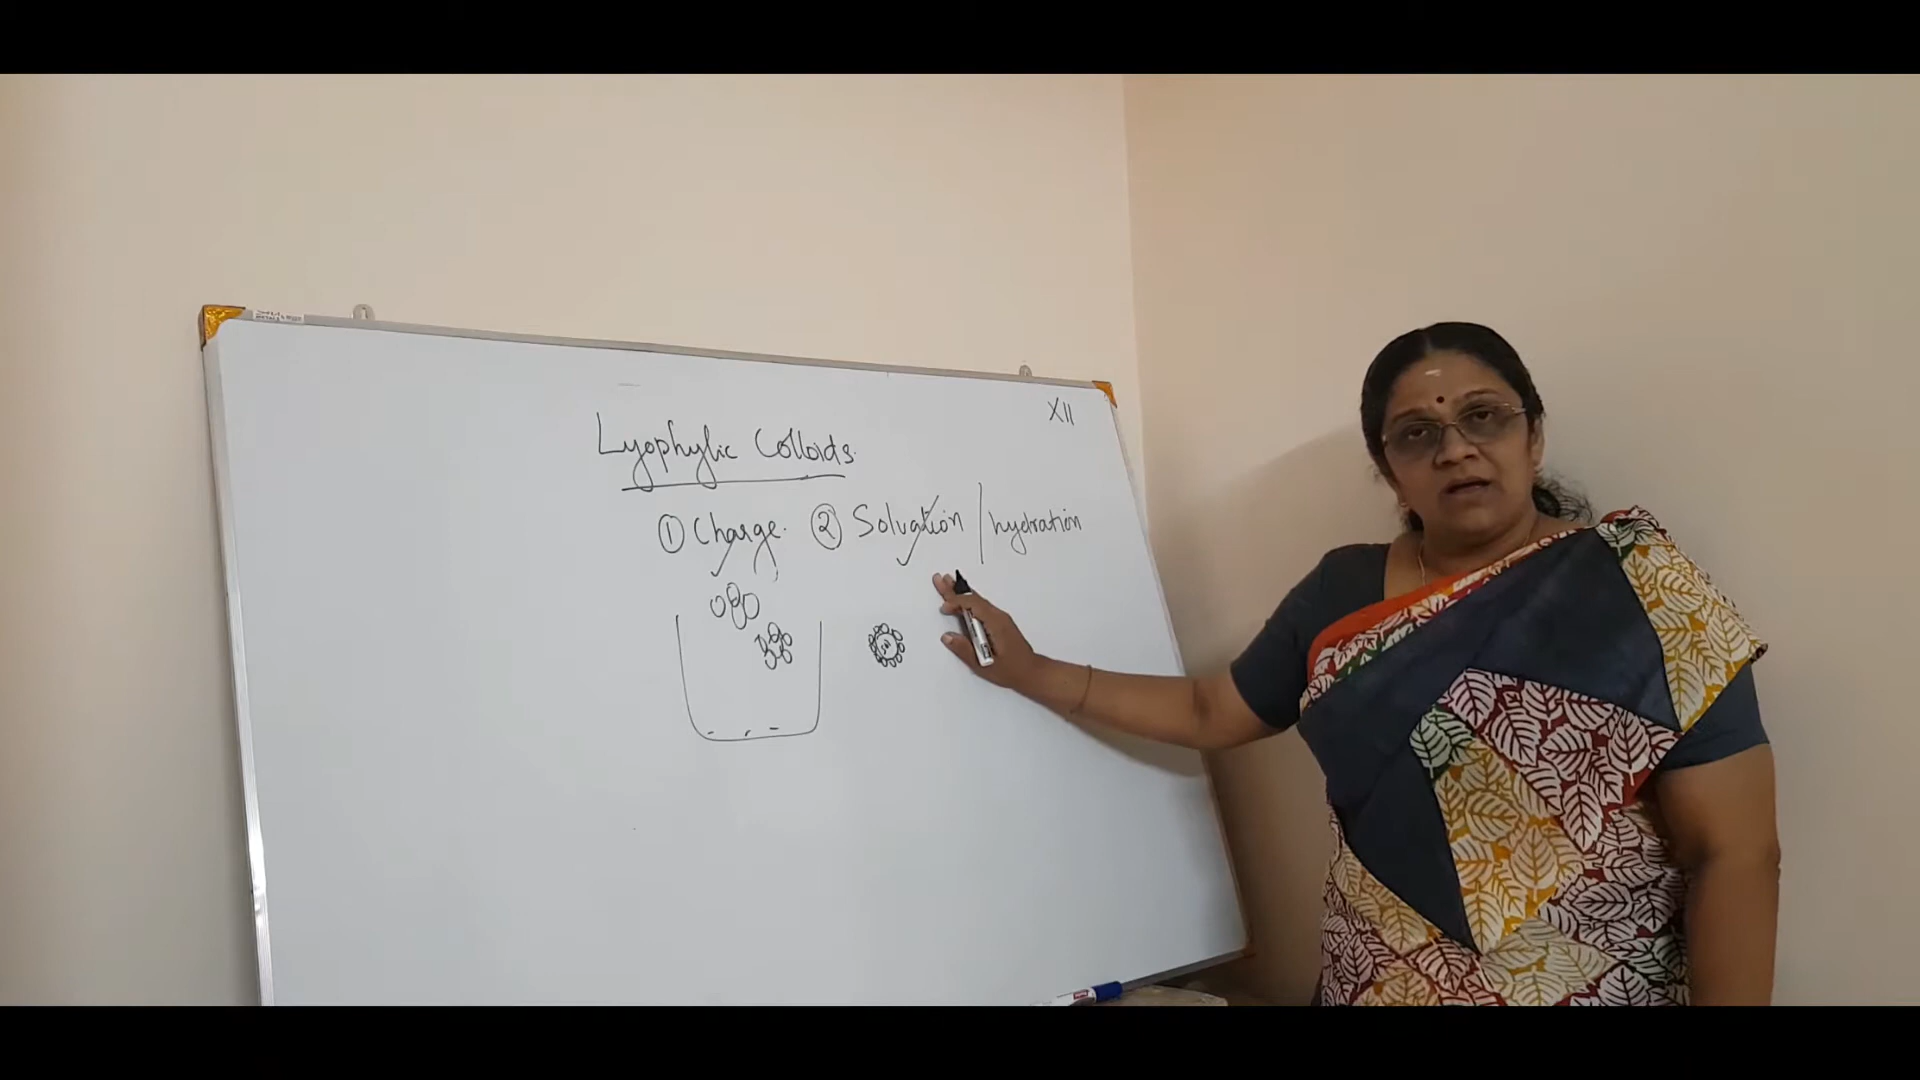 XII
Lyophylic Colloids.
① Charge. ② Solvation / hydration